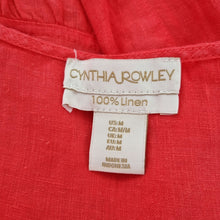 CYNTHIA ROWLEY
100% Linen
US:M
CA:M/M
UK:M
EU:M
AU:M
MADE IN
INDONESIA